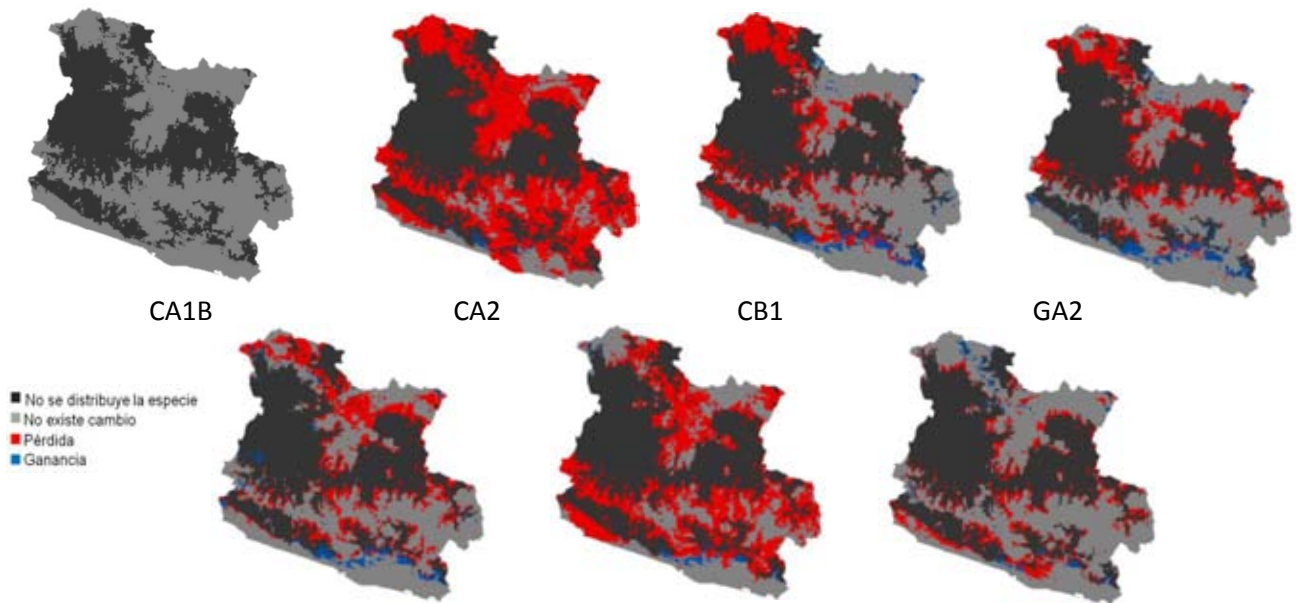 CA1B CA2 CB1 GA2
No se distribuye la especie
No existe cambio
Pérdida
Ganancia